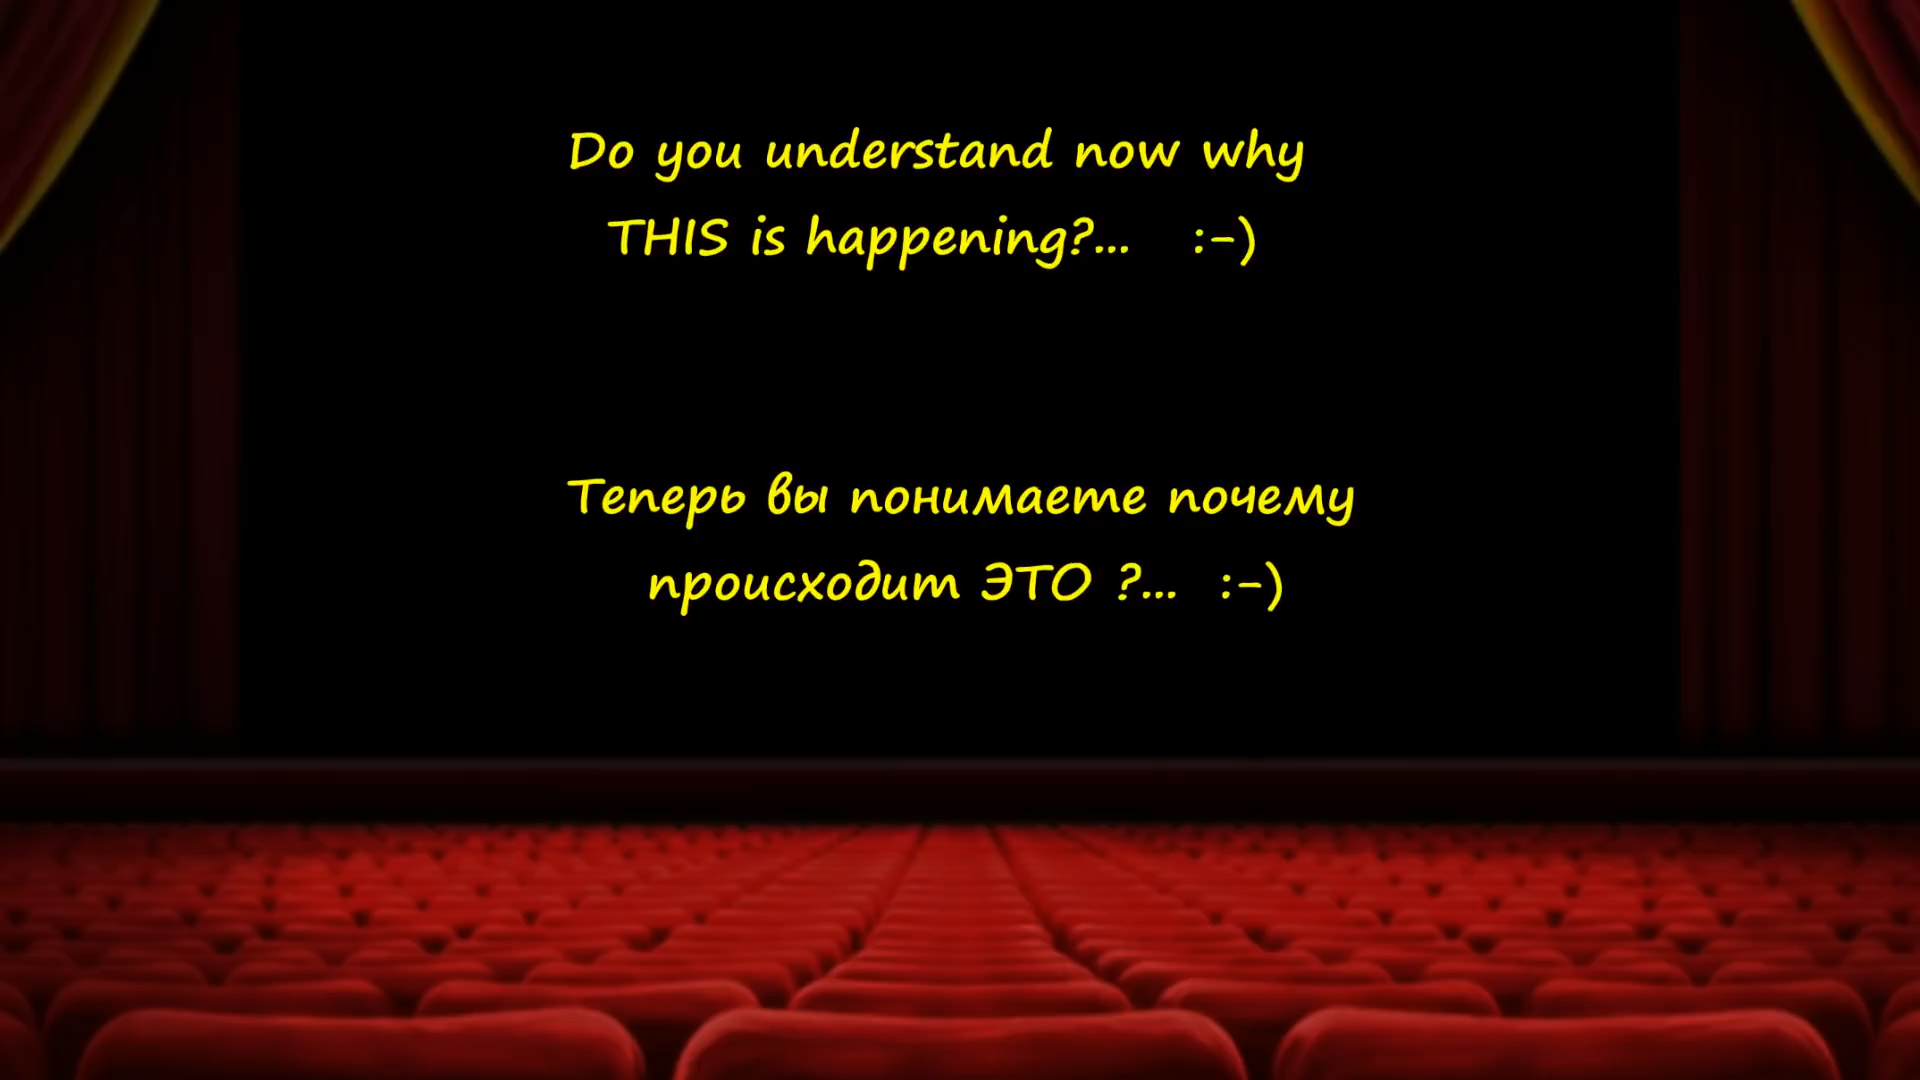 Do you understand now why
THIS is happening?... :-)
Теперь вы понимаете почему
происходит ЭТО ?... :-)